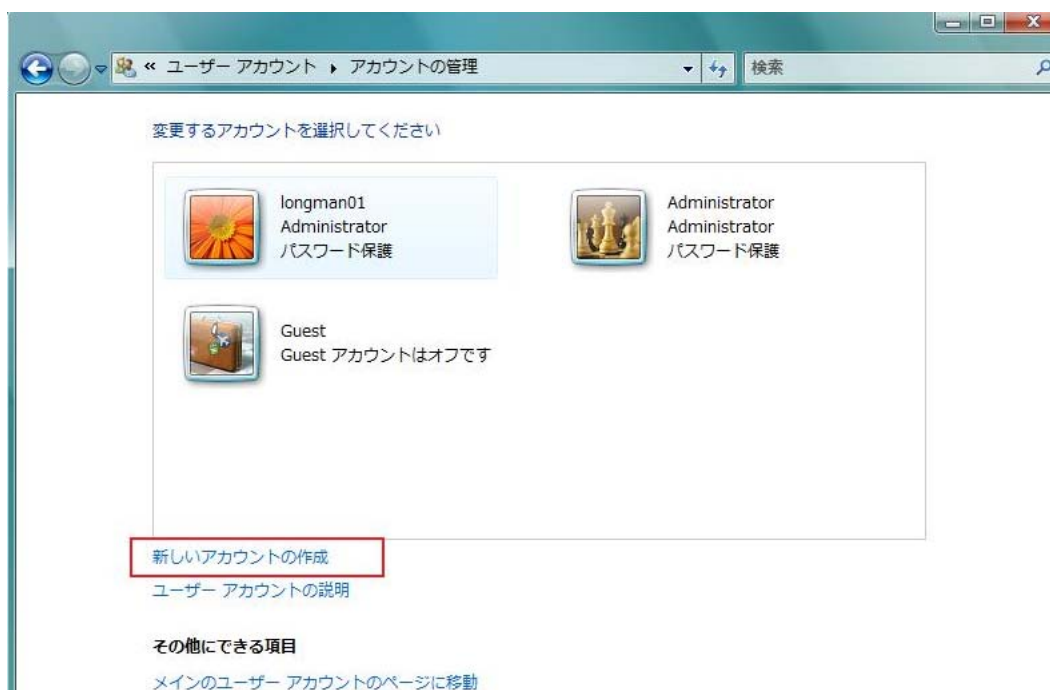 « ユーザー アカウント ▸ アカウントの管理
検索
変更するアカウントを選択してください
longman01
Administrator
パスワード保護
Administrator
Administrator
パスワード保護
Guest
Guest アカウントはオフです
新しいアカウントの作成
ユーザー アカウントの説明
その他にできる項目
メインのユーザー アカウントのページに移動